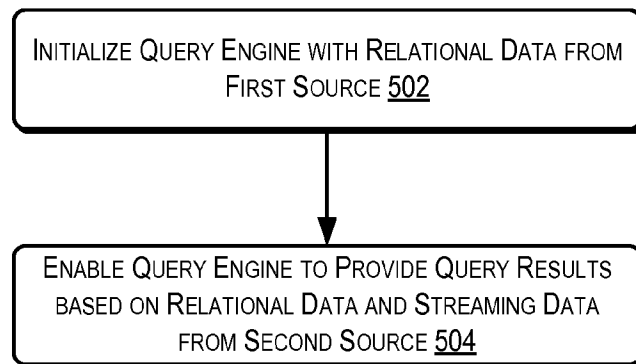 INITIALIZE QUERY ENGINE WITH RELATIONAL DATA FROM
FIRST SOURCE 502
ENABLE QUERY ENGINE TO PROVIDE QUERY RESULTS
BASED ON RELATIONAL DATA AND STREAMING DATA
FROM SECOND SOURCE 504